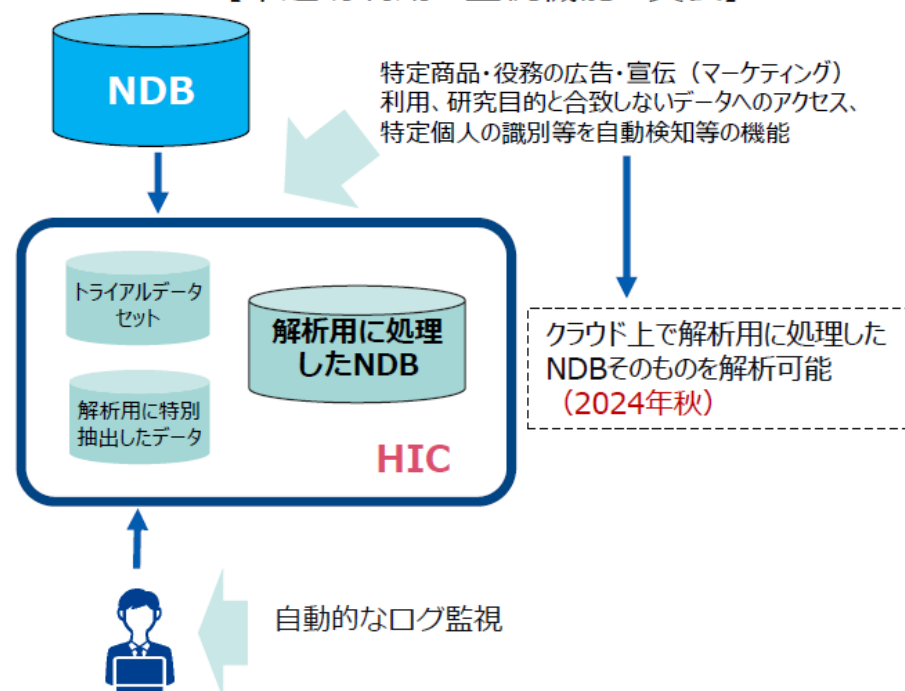 NDB
特定商品・役務の広告・宣伝（マーケティング）
利用、研究目的と合致しないデータへのアクセス、
特定個人の識別等を自動検知等の機能
トライアルデータ
セット
解析用に処理
したNDB
解析用に特別
抽出したデータ
HIC
クラウド上で解析用に処理した
NDBそのものを解析可能
（2024年秋）
自動的なログ監視